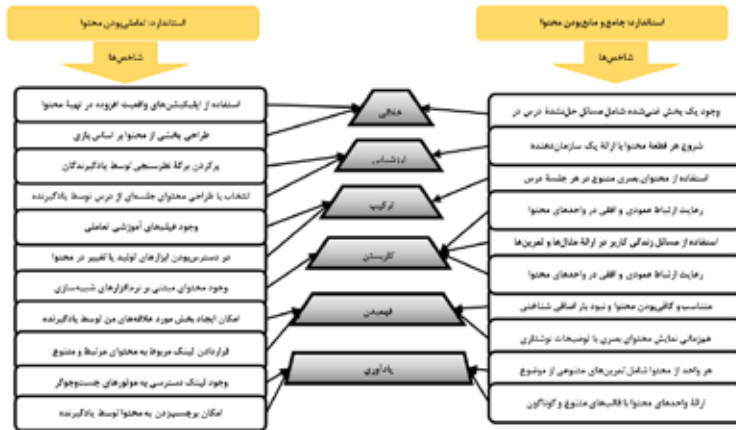 استاندارد: جامع و مانع‌بودن محتوا
شاخص‌ها
وجود یک بخش غنی‌شده شامل مسائل حل‌نشدهٔ درس در
شروع هر قطعهٔ محتوا با ارائهٔ یک سازمان‌دهنده
استفاده از محتوای بصری متنوع در هر جلسهٔ درس
رعایت ارتباط عمودی و افقی در واحدهای محتوا
استفاده از مسائل زندگی کاربر در ارائهٔ مثال‌ها و تمرین‌ها
رعایت ارتباط عمودی و افقی در واحدهای محتوا
متناسب و کافی‌بودن محتوا و نبود بار اضافی شناختی
همزمانی نمایش محتوای بصری با توضیحات نوشتاری
هر واحد از محتوا شامل تمرین‌های متنوعی از موضوع
ارائهٔ واحدهای محتوا با قالب‌های متنوع و گوناگون
خلاقی
ارزشیابی
ترکیب
کاربستن
فهمیدن
یادآوری
استاندارد: تعاملی‌بودن محتوا
شاخص‌ها
استفاده از اپلیکیشن‌های واقعیت افزوده در تهیهٔ محتوا
طراحی بخشی از محتوا بر اساس بازی
پرکردن برگهٔ نظرسنجی توسط یادگیرندگان
انتخاب یا طراحی محتوای جلسه‌ای از درس توسط یادگیرنده
وجود فیلم‌های آموزشی تعاملی
در دسترس‌بودن ابزارهای تولید یا تغییر در محتوا
وجود محتوای مبتنی بر نرم‌افزارهای شبیه‌سازی
امکان ایجاد بخش مورد علاقه‌های من توسط یادگیرنده
قراردادن لینک مربوط به محتوای مرتبط و متنوع
وجود لینک دسترسی به موتورهای جست‌وجوگر
امکان برچسب‌زدن به محتوا توسط یادگیرنده